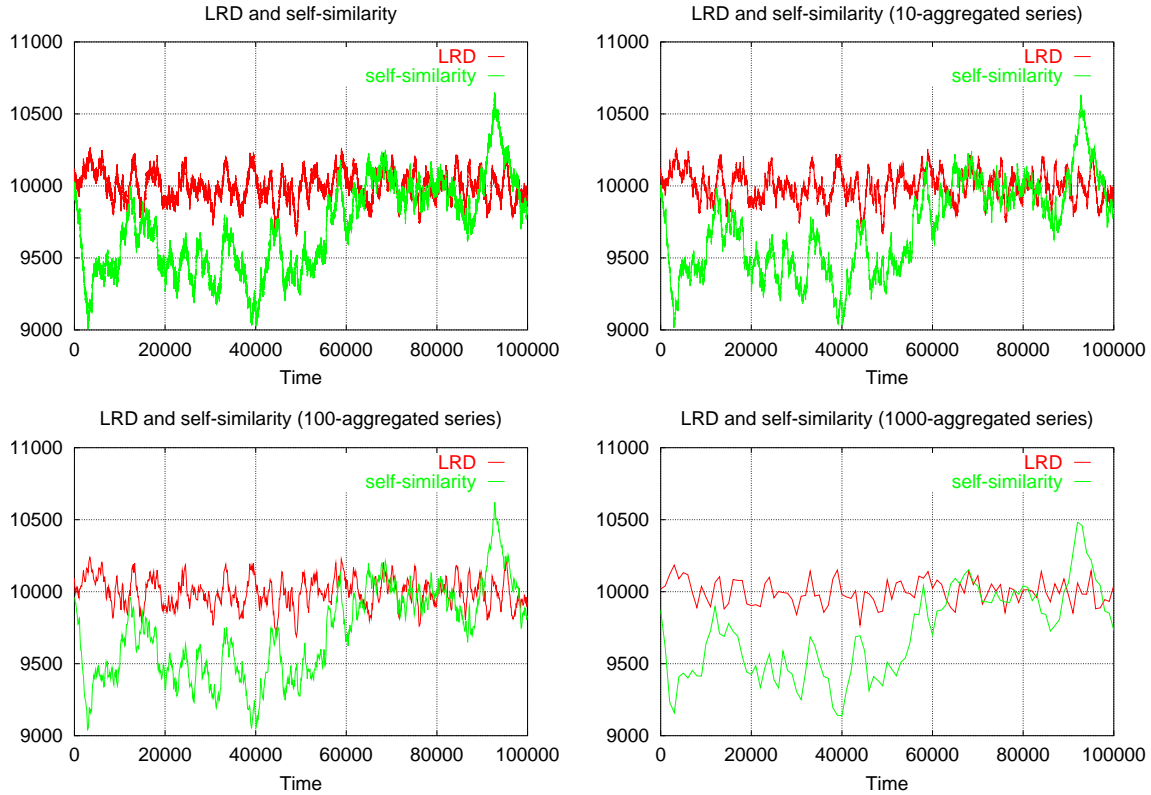 LRD and self-similarity
11000
10500
10000
9500
9000
LRD
self-similarity
0 20000 40000 60000 80000 100000
Time
LRD and self-similarity (10-aggregated series)
11000
10500
10000
9500
9000
LRD
self-similarity
0 20000 40000 60000 80000 100000
Time
LRD and self-similarity (100-aggregated series)
11000
10500
10000
9500
9000
LRD
self-similarity
0 20000 40000 60000 80000 100000
Time
LRD and self-similarity (1000-aggregated series)
11000
10500
10000
9500
9000
LRD
self-similarity
0 20000 40000 60000 80000 100000
Time